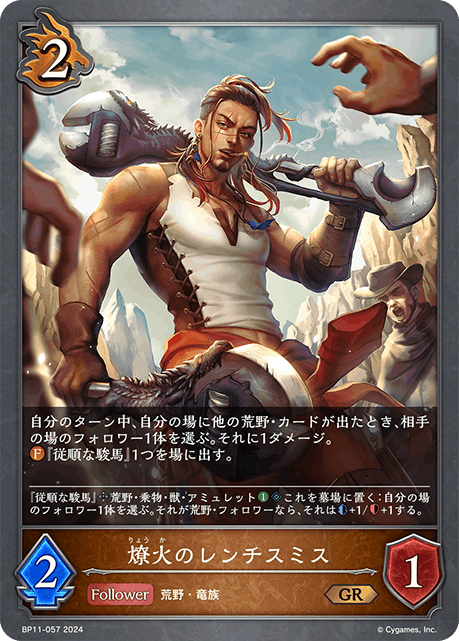 2
自分のターン中、自分の場に他の荒野・カードが出たとき、相手
の場のフォロワー1体を選ぶ。それに1ダメージ。
F『従順な駿馬』1つを場に出す。
『従順な駿馬』荒野・乗物・獣・アミュレット 1 これを墓場に置く:自分の場
のフォロワー1体を選ぶ。それが荒野・フォロワーなら、それは+1/+1する。
りょう か
燎火のレンチスミス
2
Follower 荒野・竜族 GR
1
BP11-057 2024 © Cygames, Inc.